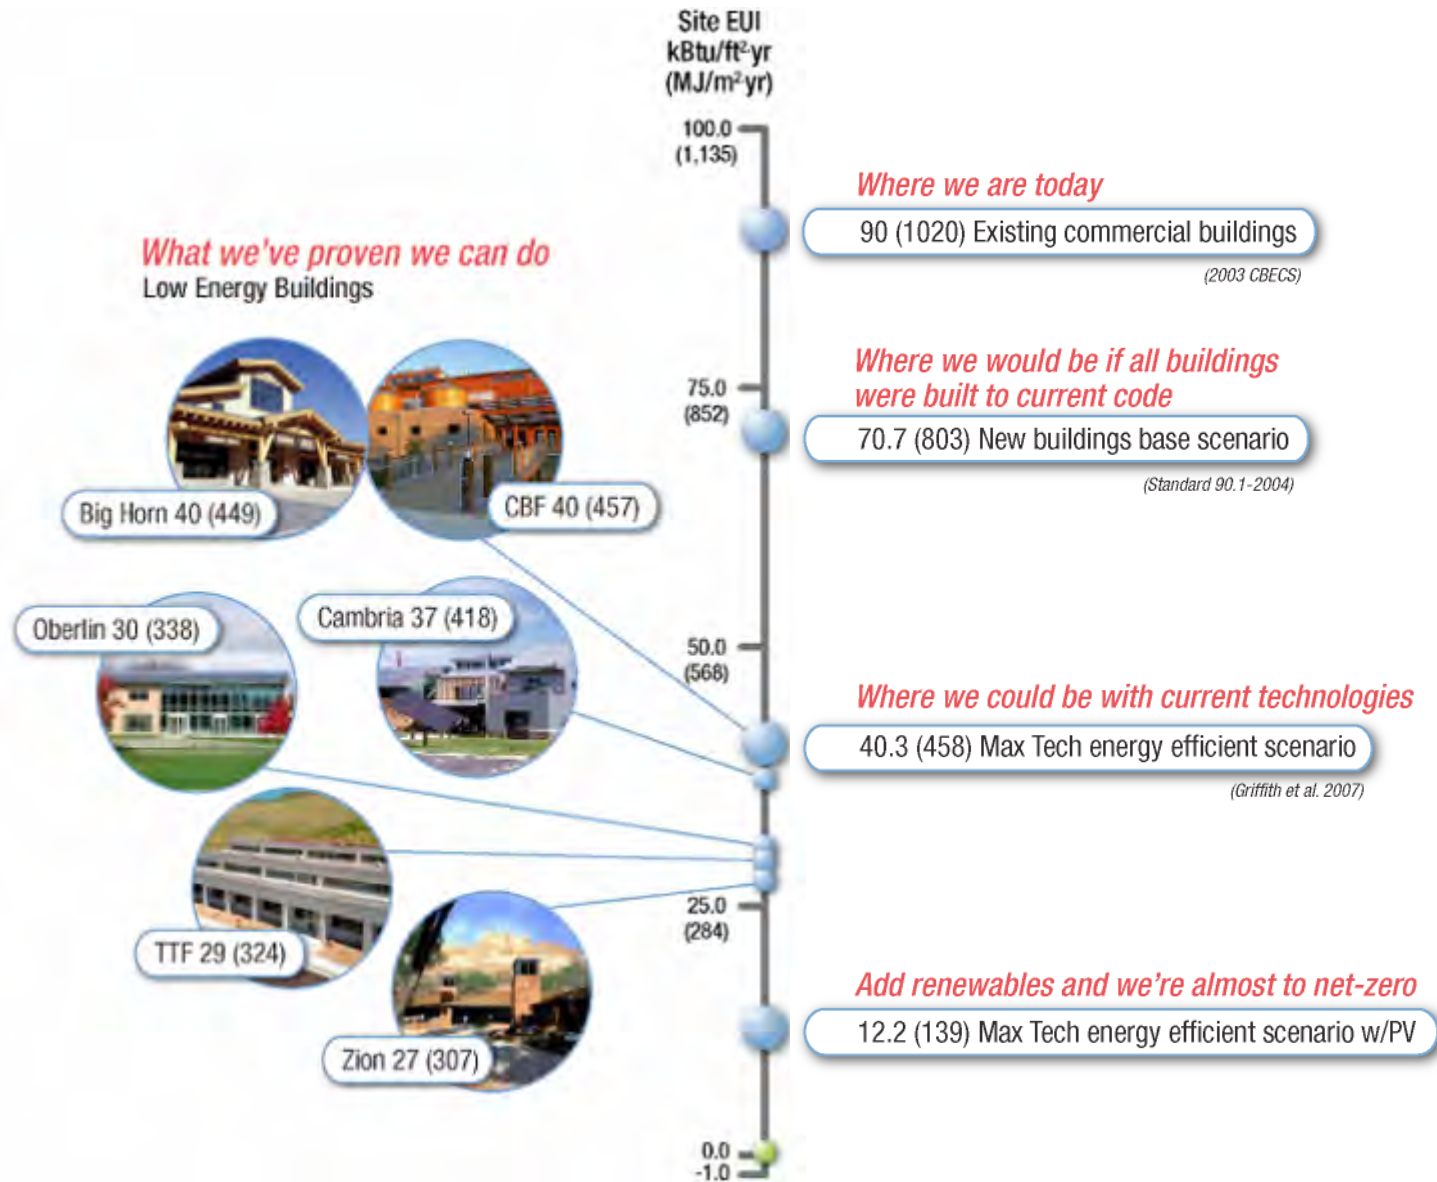 Site EUI
kBtu/ft²·yr
(MJ/m²·yr)
100.0
(1,135)
Where we are today
90 (1020) Existing commercial buildings
(2003 CBECS)
What we've proven we can do
Low Energy Buildings
Where we would be if all buildings
were built to current code
75.0
(852)
70.7 (803) New buildings base scenario
(Standard 90.1-2004)
Big Horn 40 (449)
CBF 40 (457)
Oberlin 30 (338)
Cambria 37 (418)
50.0
(568)
Where we could be with current technologies
40.3 (458) Max Tech energy efficient scenario
(Griffith et al. 2007)
25.0
(284)
TTF 29 (324)
Zion 27 (307)
Add renewables and we're almost to net-zero
12.2 (139) Max Tech energy efficient scenario w/PV
0.0
-1.0